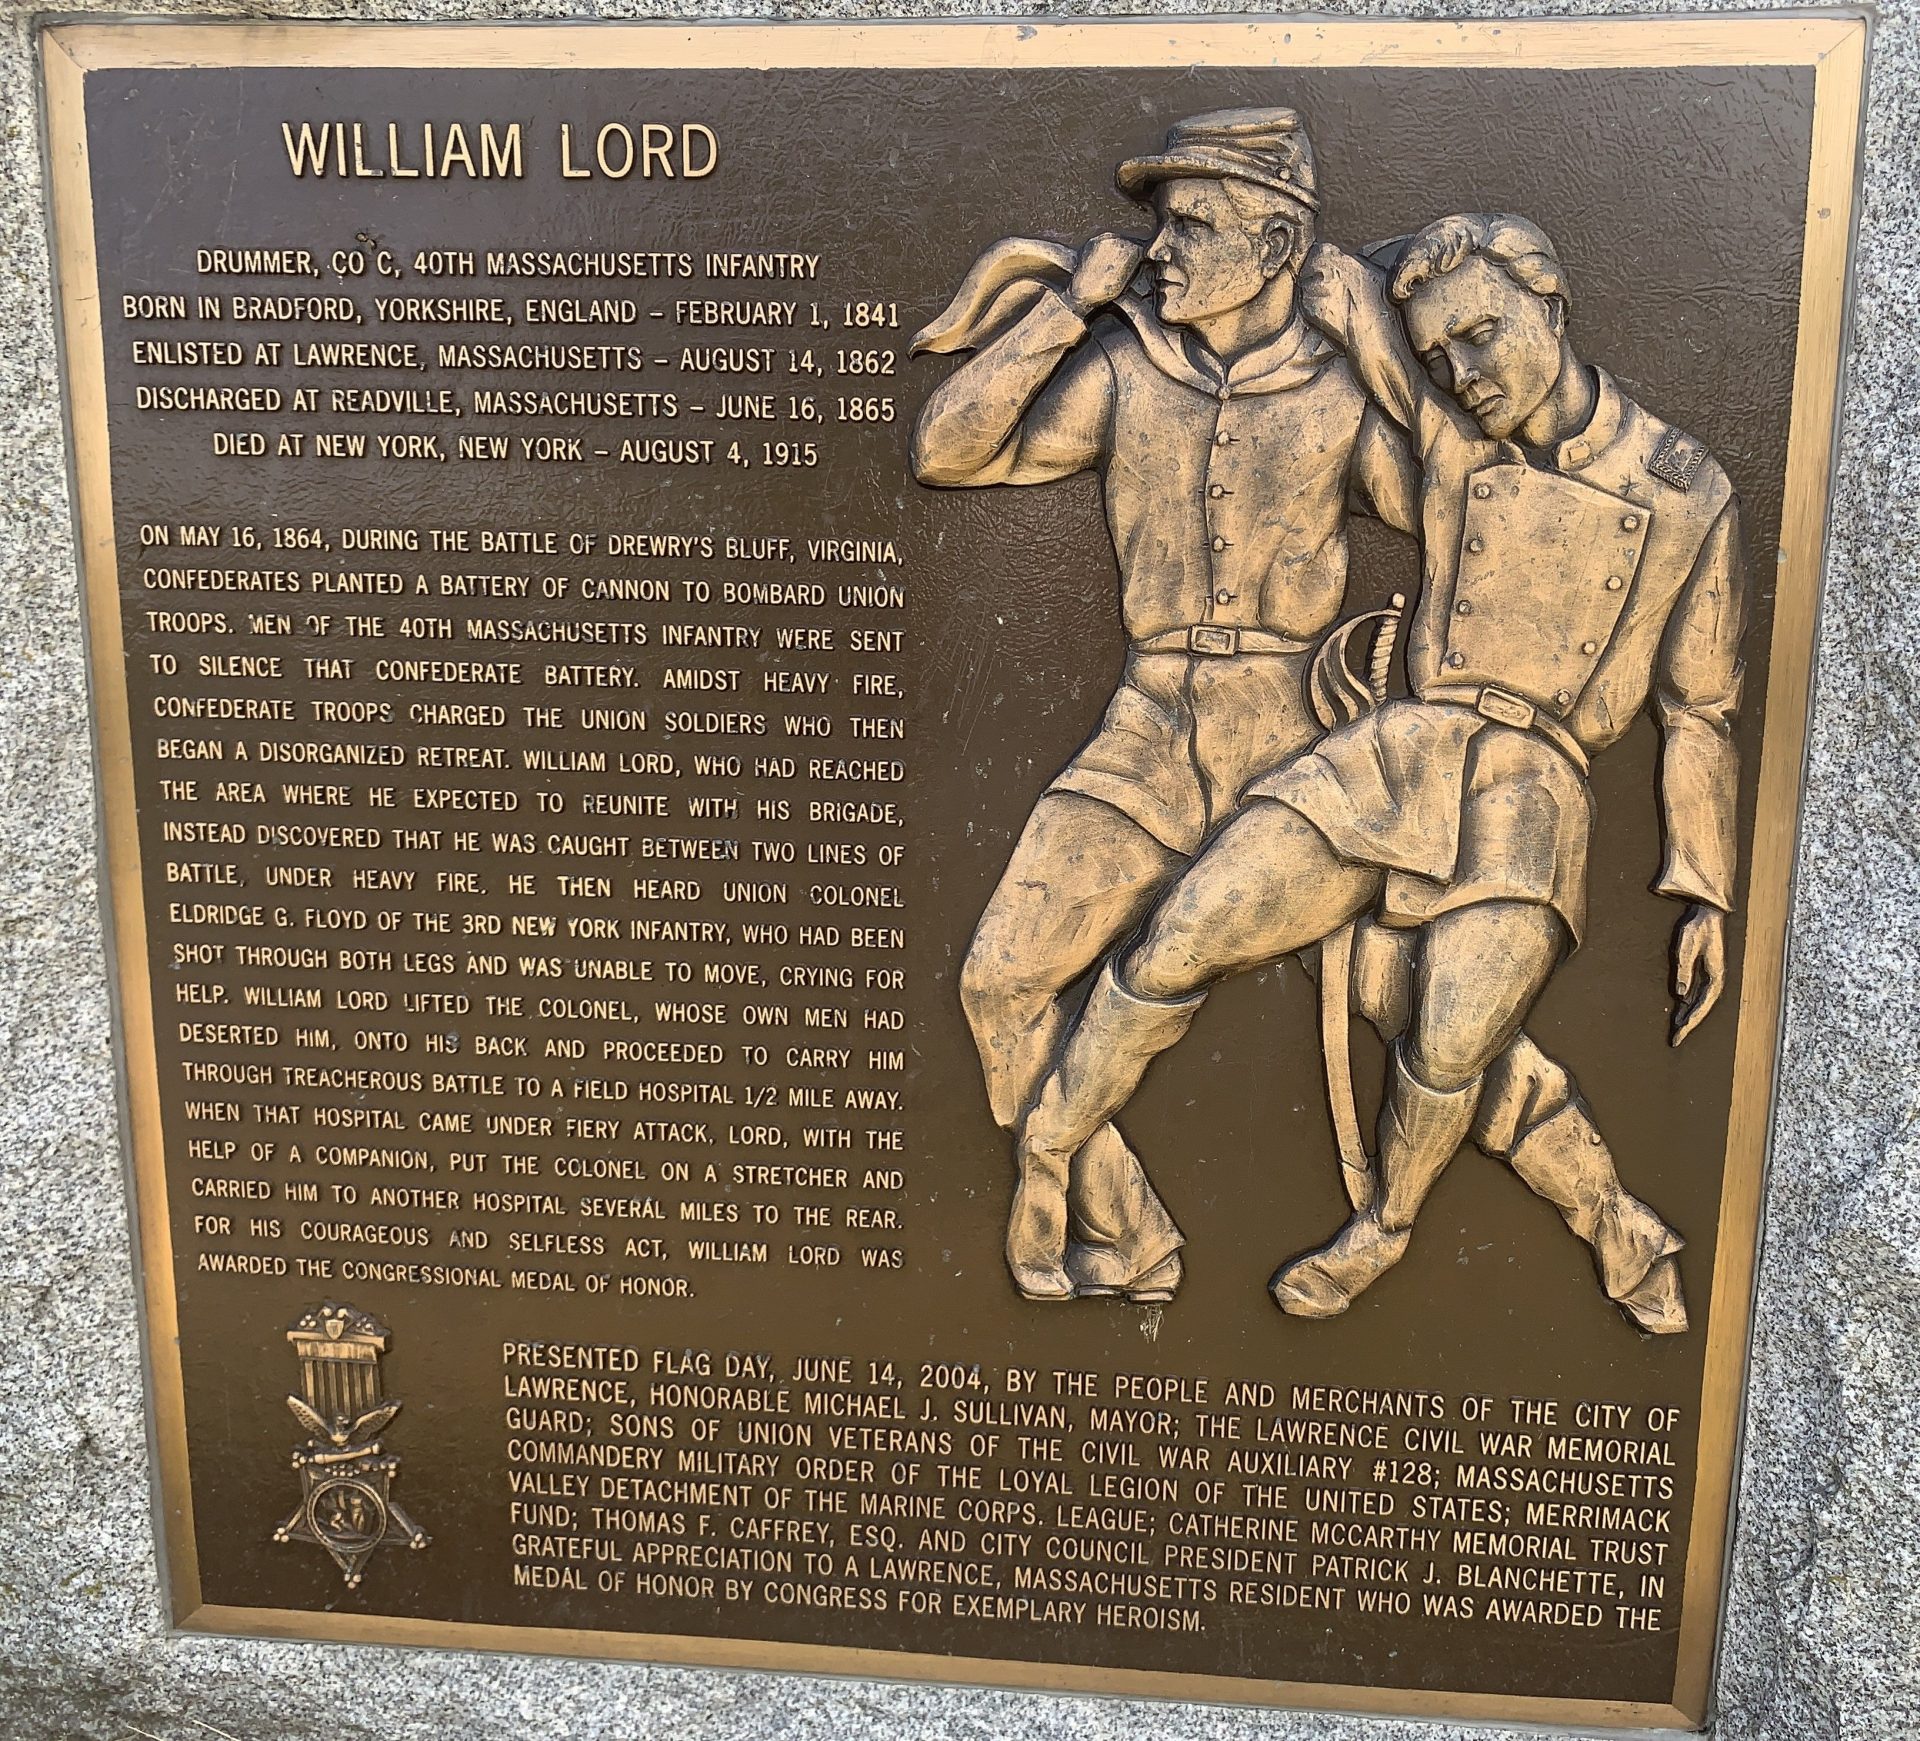 WILLIAM LORD
DRUMMER, CO C, 40TH MASSACHUSETTS INFANTRY
BORN IN BRADFORD, YORKSHIRE, ENGLAND – FEBRUARY 1, 1841
ENLISTED AT LAWRENCE, MASSACHUSETTS – AUGUST 14, 1862
DISCHARGED AT READVILLE, MASSACHUSETTS – JUNE 16, 1865
DIED AT NEW YORK, NEW YORK – AUGUST 4, 1915
ON MAY 16, 1864, DURING THE BATTLE OF DREWRY'S BLUFF, VIRGINIA,
CONFEDERATES PLANTED A BATTERY OF CANNON TO BOMBARD UNION
TROOPS. MEN OF THE 40TH MASSACHUSETTS INFANTRY WERE SENT
TO SILENCE THAT CONFEDERATE BATTERY. AMIDST HEAVY FIRE,
CONFEDERATE TROOPS CHARGED THE UNION SOLDIERS WHO THEN
BEGAN A DISORGANIZED RETREAT. WILLIAM LORD, WHO HAD REACHED
THE AREA WHERE HE EXPECTED TO REUNITE WITH HIS BRIGADE,
INSTEAD DISCOVERED THAT HE WAS CAUGHT BETWEEN TWO LINES OF
BATTLE, UNDER HEAVY FIRE. HE THEN HEARD UNION COLONEL
ELDRIDGE G. FLOYD OF THE 3RD NEW YORK INFANTRY, WHO HAD BEEN
SHOT THROUGH BOTH LEGS AND WAS UNABLE TO MOVE, CRYING FOR
HELP. WILLIAM LORD LIFTED THE COLONEL, WHOSE OWN MEN HAD
DESERTED HIM, ONTO HIS BACK AND PROCEEDED TO CARRY HIM
THROUGH TREACHEROUS BATTLE TO A FIELD HOSPITAL 1/2 MILE AWAY.
WHEN THAT HOSPITAL CAME UNDER FIERY ATTACK, LORD, WITH THE
HELP OF A COMPANION, PUT THE COLONEL ON A STRETCHER AND
CARRIED HIM TO ANOTHER HOSPITAL SEVERAL MILES TO THE REAR.
FOR HIS COURAGEOUS AND SELFLESS ACT, WILLIAM LORD WAS
AWARDED THE CONGRESSIONAL MEDAL OF HONOR.
PRESENTED FLAG DAY, JUNE 14, 2004, BY THE PEOPLE AND MERCHANTS OF THE CITY OF
LAWRENCE, HONORABLE MICHAEL J. SULLIVAN, MAYOR; THE LAWRENCE CIVIL WAR MEMORIAL
GUARD; SONS OF UNION VETERANS OF THE CIVIL WAR AUXILIARY #128; MASSACHUSETTS
COMMANDERY MILITARY ORDER OF THE LOYAL LEGION OF THE UNITED STATES; MERRIMACK
VALLEY DETACHMENT OF THE MARINE CORPS. LEAGUE; CATHERINE MCCARTHY MEMORIAL TRUST
FUND; THOMAS F. CAFFREY, ESQ. AND CITY COUNCIL PRESIDENT PATRICK J. BLANCHETTE, IN
GRATEFUL APPRECIATION TO A LAWRENCE, MASSACHUSETTS RESIDENT WHO WAS AWARDED THE
MEDAL OF HONOR BY CONGRESS FOR EXEMPLARY HEROISM.